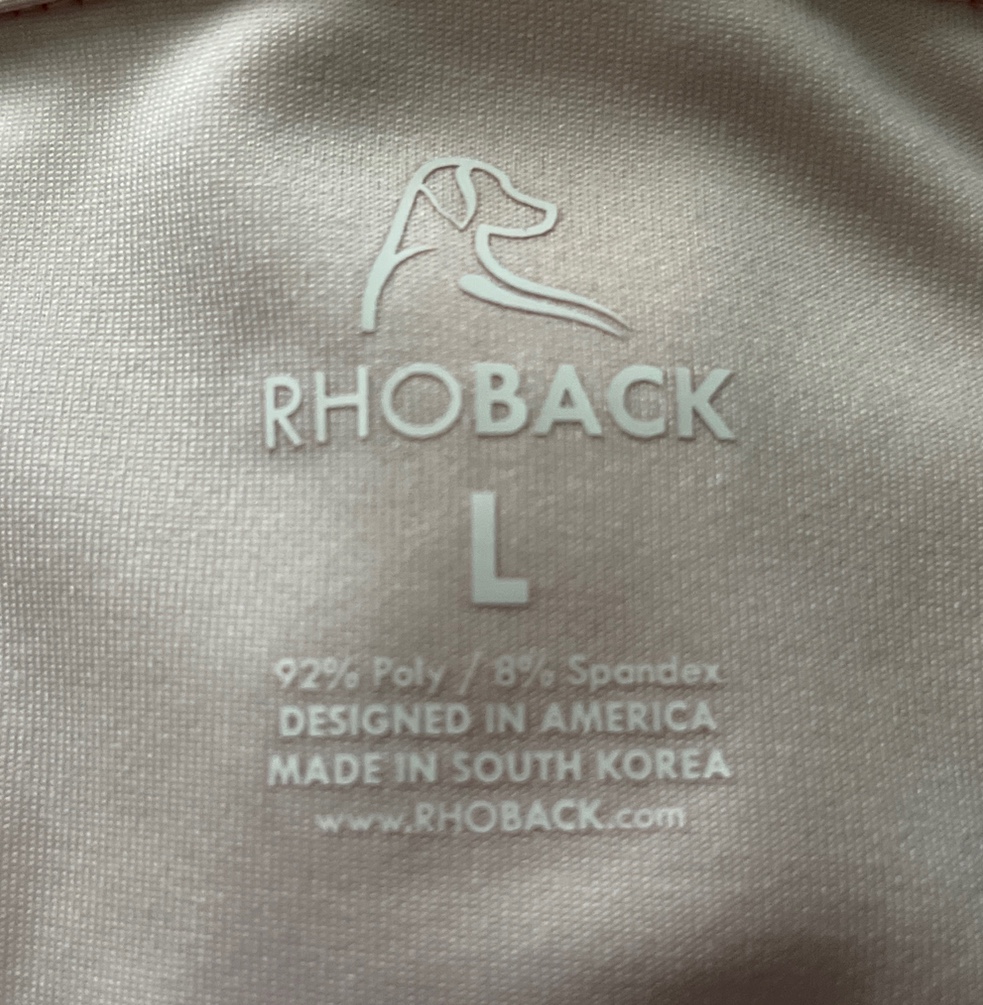 RHOBACK
L
92% Poly / 8% Spandex
DESIGNED IN AMERICA
MADE IN SOUTH KOREA
www.RHOBACK.com